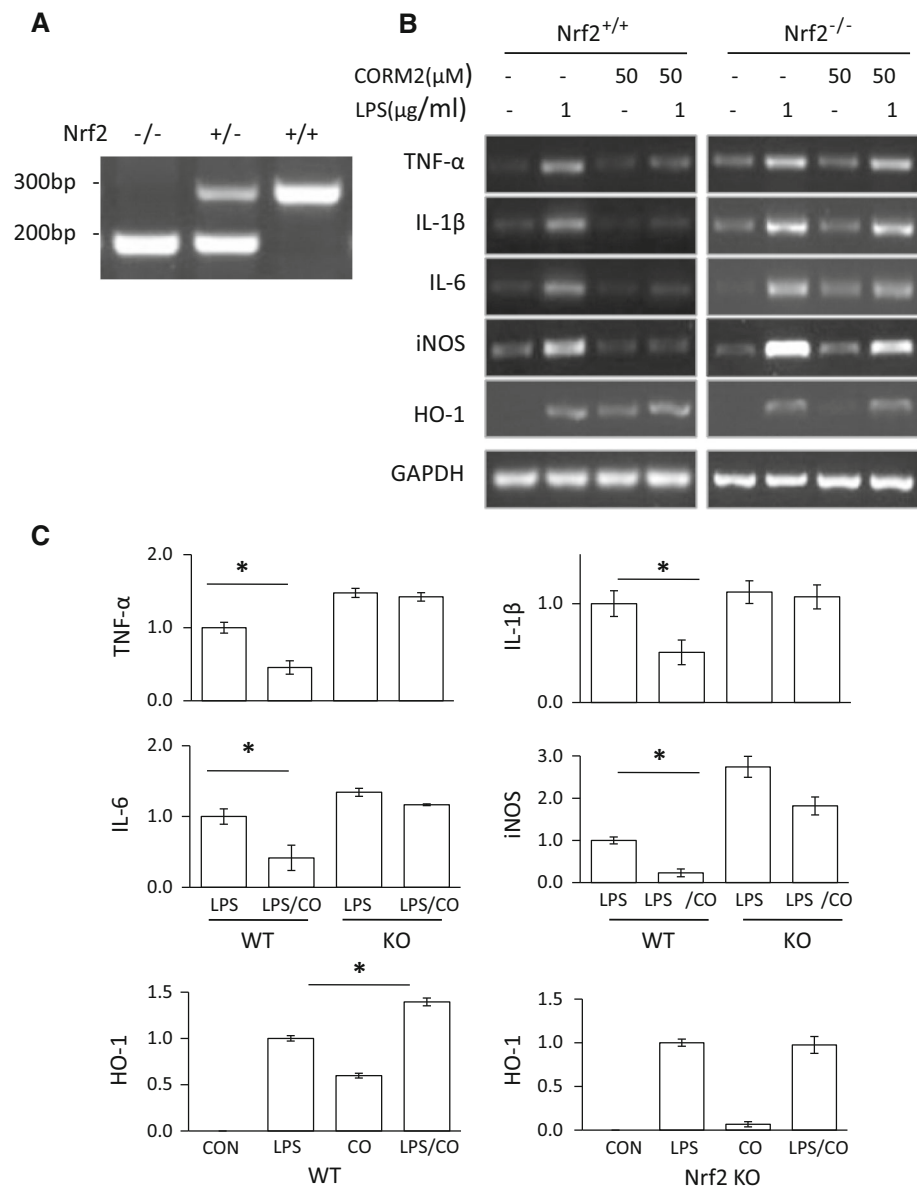 A
Nrf2 -/- +/- +/+
300bp -
200bp -
B
Nrf2+/+ Nrf2-/-
CORM2(μM) - - 50 50 - - 50 50
LPS(μg/ml) - 1 - 1 - 1 - 1
TNF-α
IL-1β
IL-6
iNOS
HO-1
GAPDH
C
TNF-α
2.0
1.0
0.0
*
IL-1β
1.0
0.0
*
IL-6
2.0
1.0
0.0
*
LPS LPS/CO LPS LPS/CO
WT KO
iNOS
3.0
2.0
1.0
0.0
*
LPS LPS /CO LPS LPS /CO
WT KO
HO-1
1.5
1.0
0.5
0.0
*
CON LPS CO LPS/CO
WT
HO-1
1.5
1.0
0.5
0.0
CON LPS CO LPS/CO
Nrf2 KO